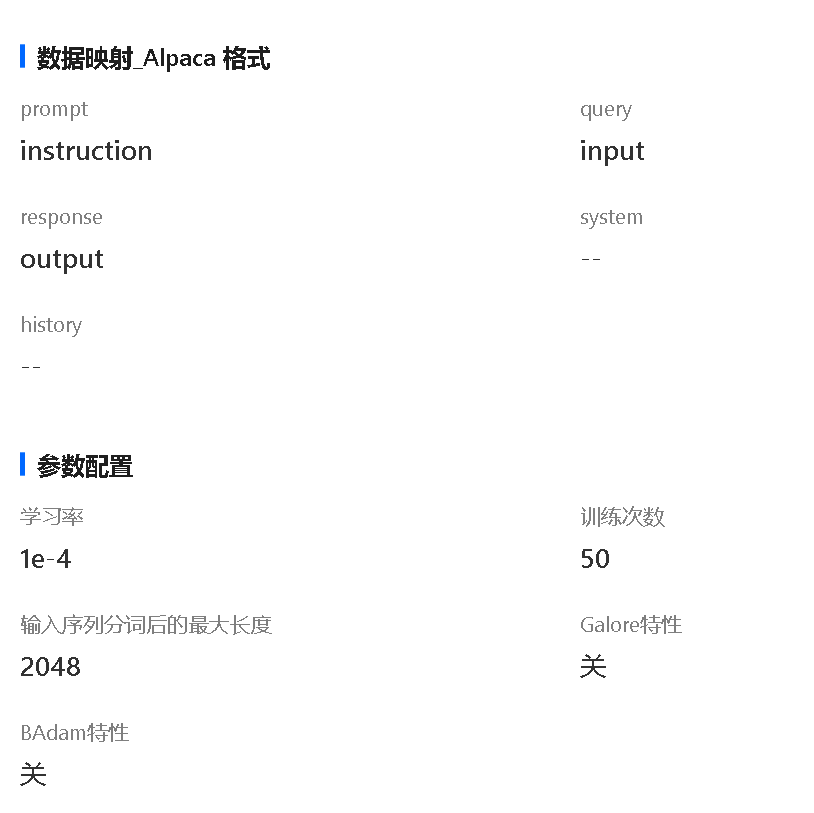 数据映射_Alpaca 格式
prompt query
instruction input
response system
output --
history
--
参数配置
学习率 训练次数
1e-4 50
输入序列分词后的最大长度 Galore特性
2048 关
BAdam特性
关